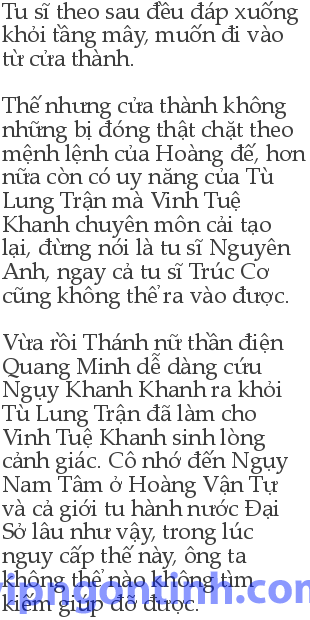 Tu sĩ theo sau đều đáp xuống
khỏi tầng mây, muốn đi vào
từ cửa thành.
Thế nhưng cửa thành không
những bị đóng thật chặt theo
mệnh lệnh của Hoàng đế, hơn
nữa còn có uy năng của Tù
Lung Trận mà Vinh Tuệ
Khanh chuyên môn cải tạo
lại, đừng nói là tu sĩ Nguyên
Anh, ngay cả tu sĩ Trúc Cơ
cũng không thể ra vào được.
Vừa rồi Thánh nữ thần điện
Quang Minh dễ dàng cứu
Ngụy Khanh Khanh ra khỏi
Tù Lung Trận đã làm cho
Vinh Tuệ Khanh sinh lòng
cảnh giác. Cô nhớ đến Ngụy
Nam Tâm ở Hoàng Vận Tự
và cả giới tu hành nước Đại
Sở lâu như vậy, trong lúc
nguy cấp thế này, ông ta
không thể nào không tìm
vipngontinh.com
kiếm giúp đỡ được.